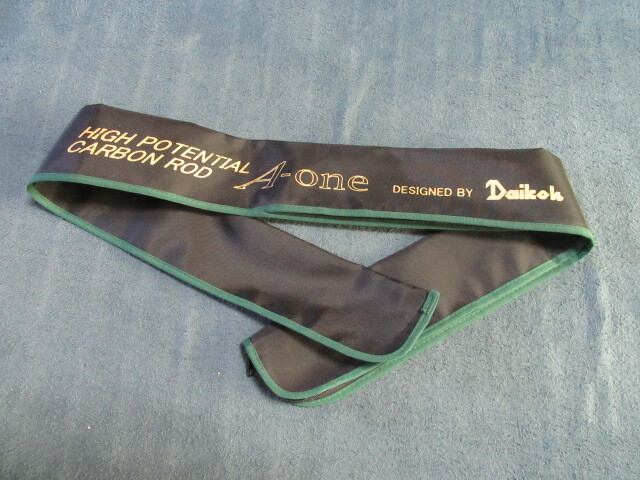 HIGH POTENTIAL
CARBON ROD
A-one
DESIGNED BY Daikoh